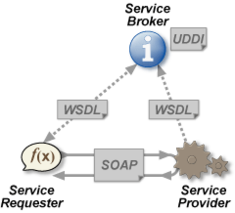 Service
Broker
UDDI
i
WSDL
WSDL
f(x)
SOAP
Service
Requester
Service
Provider